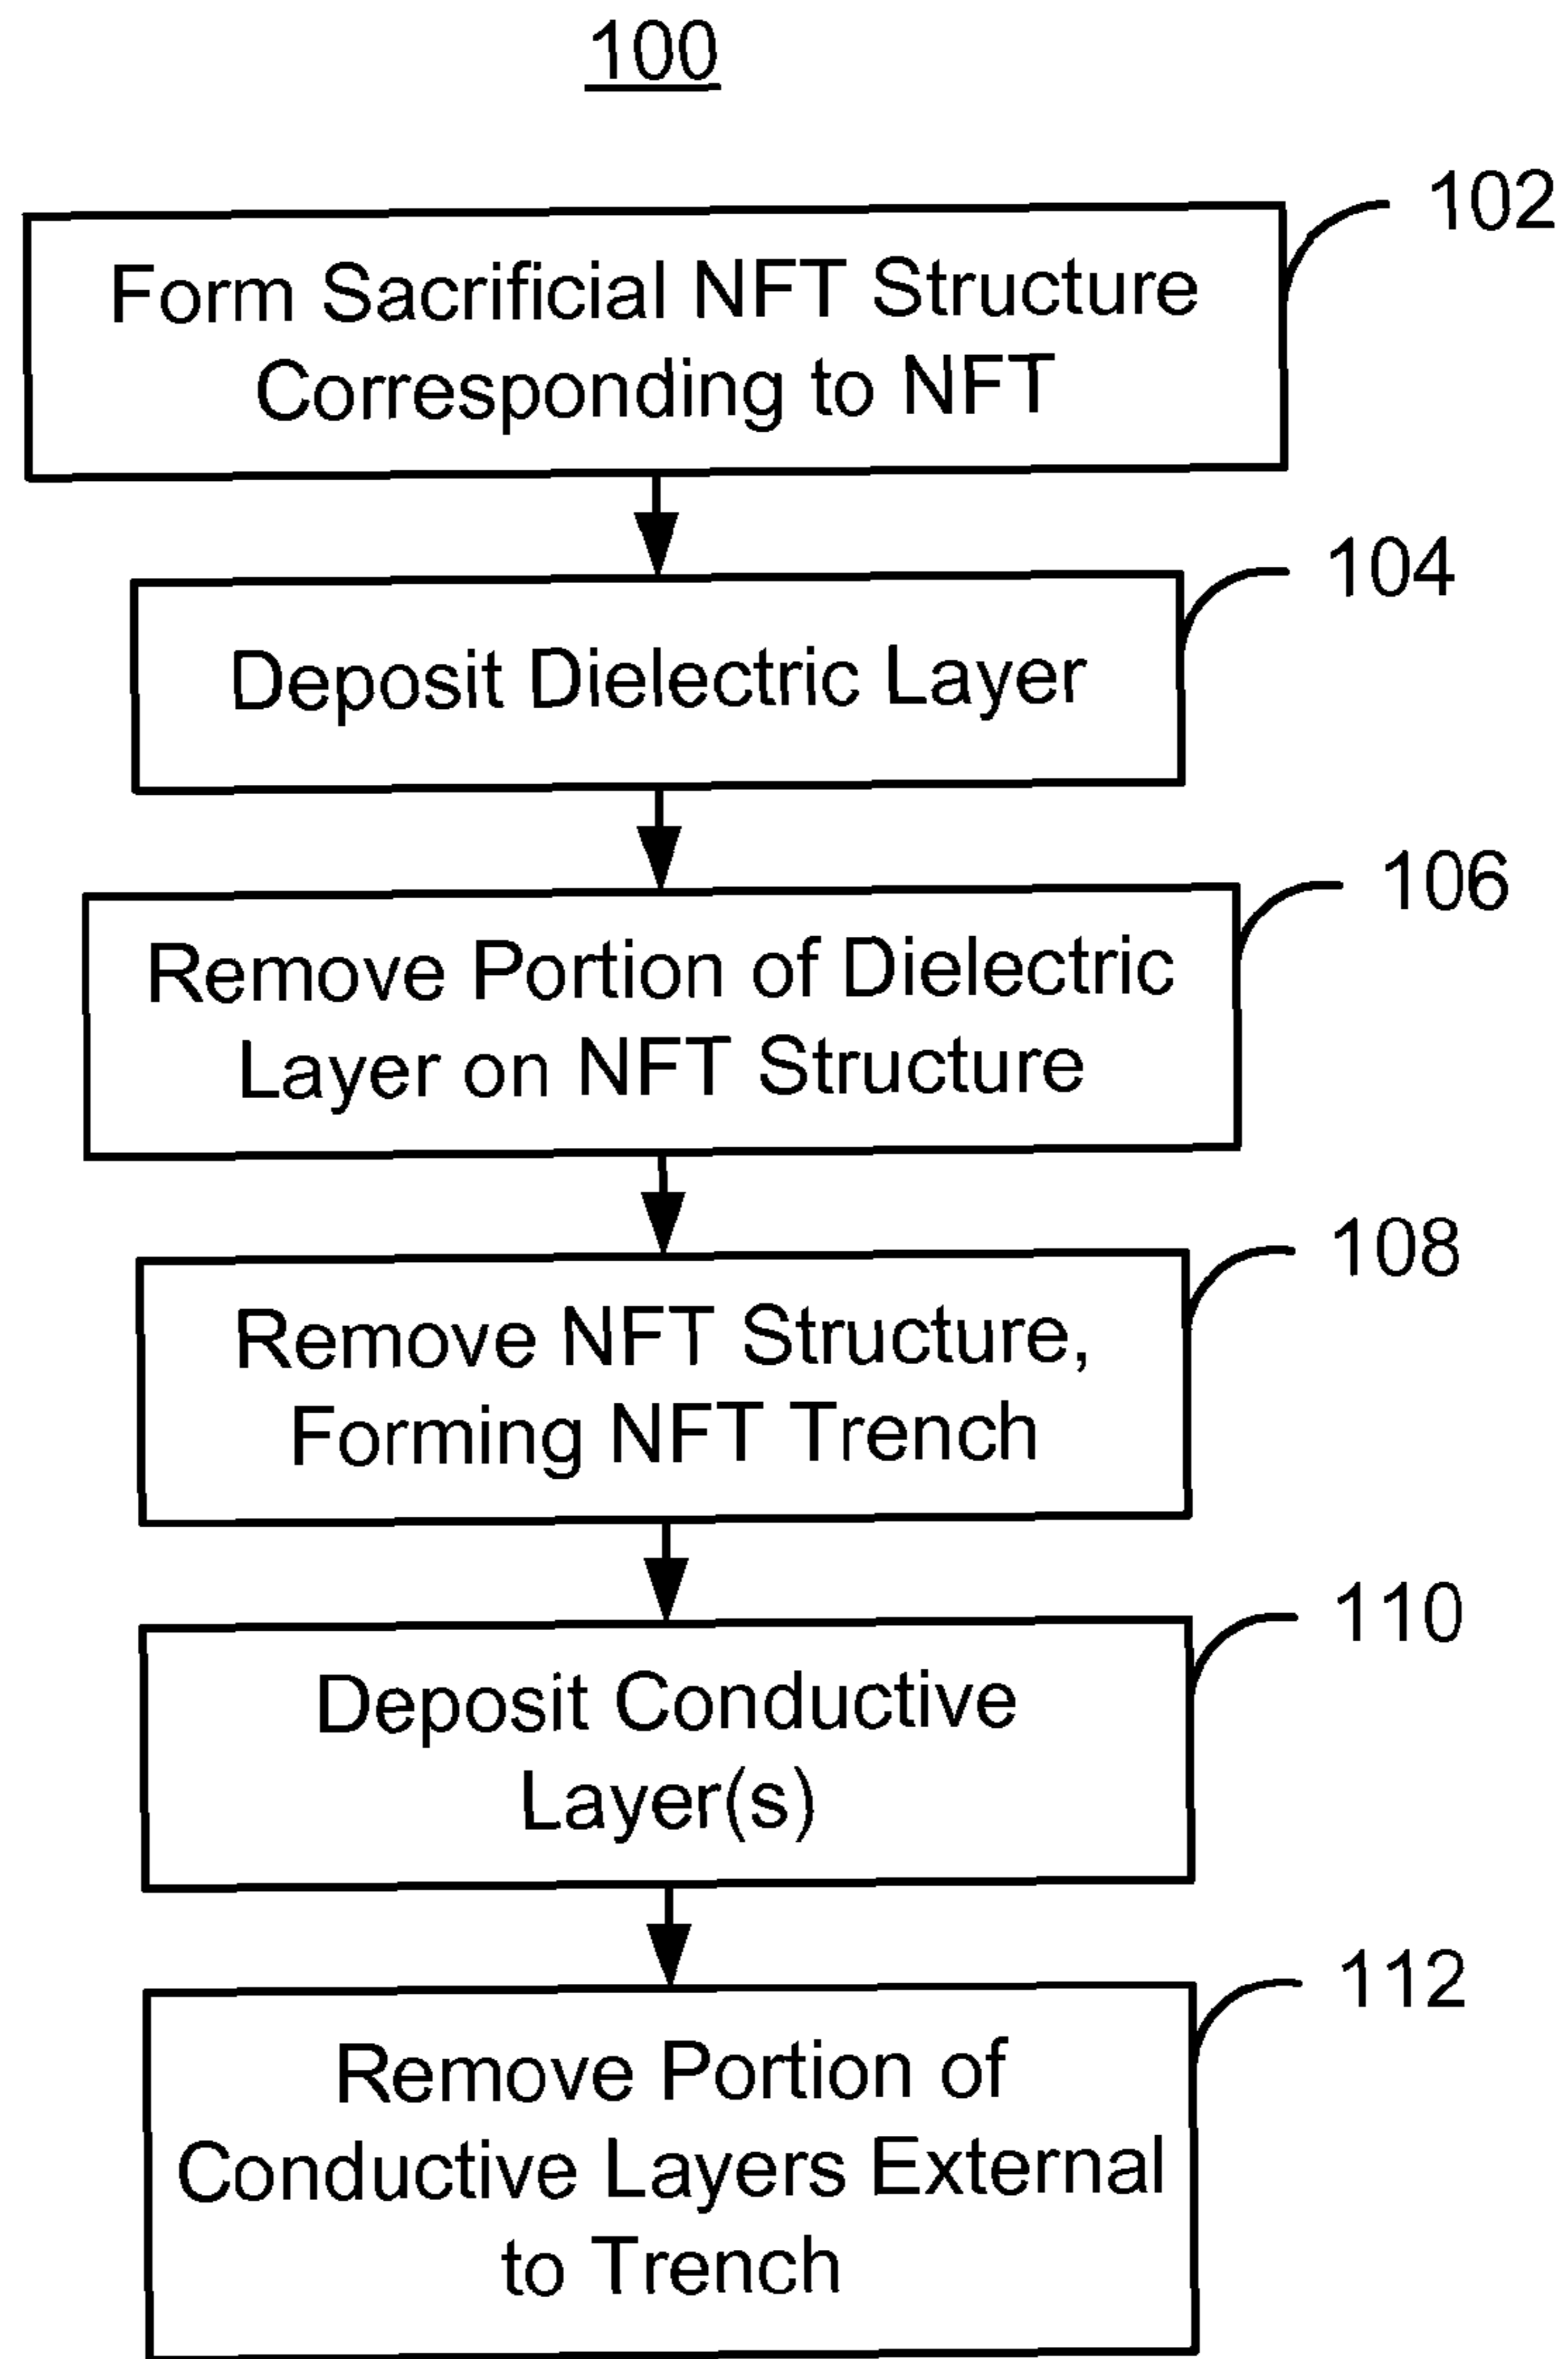 100
102
Form Sacrificial NFT Structure
Corresponding to NFT
104
Deposit Dielectric Layer
106
Remove Portion of Dielectric
Layer on NFT Structure
108
Remove NFT Structure,
Forming NFT Trench
110
Deposit Conductive
Layer(s)
112
Remove Portion of
Conductive Layers External
to Trench